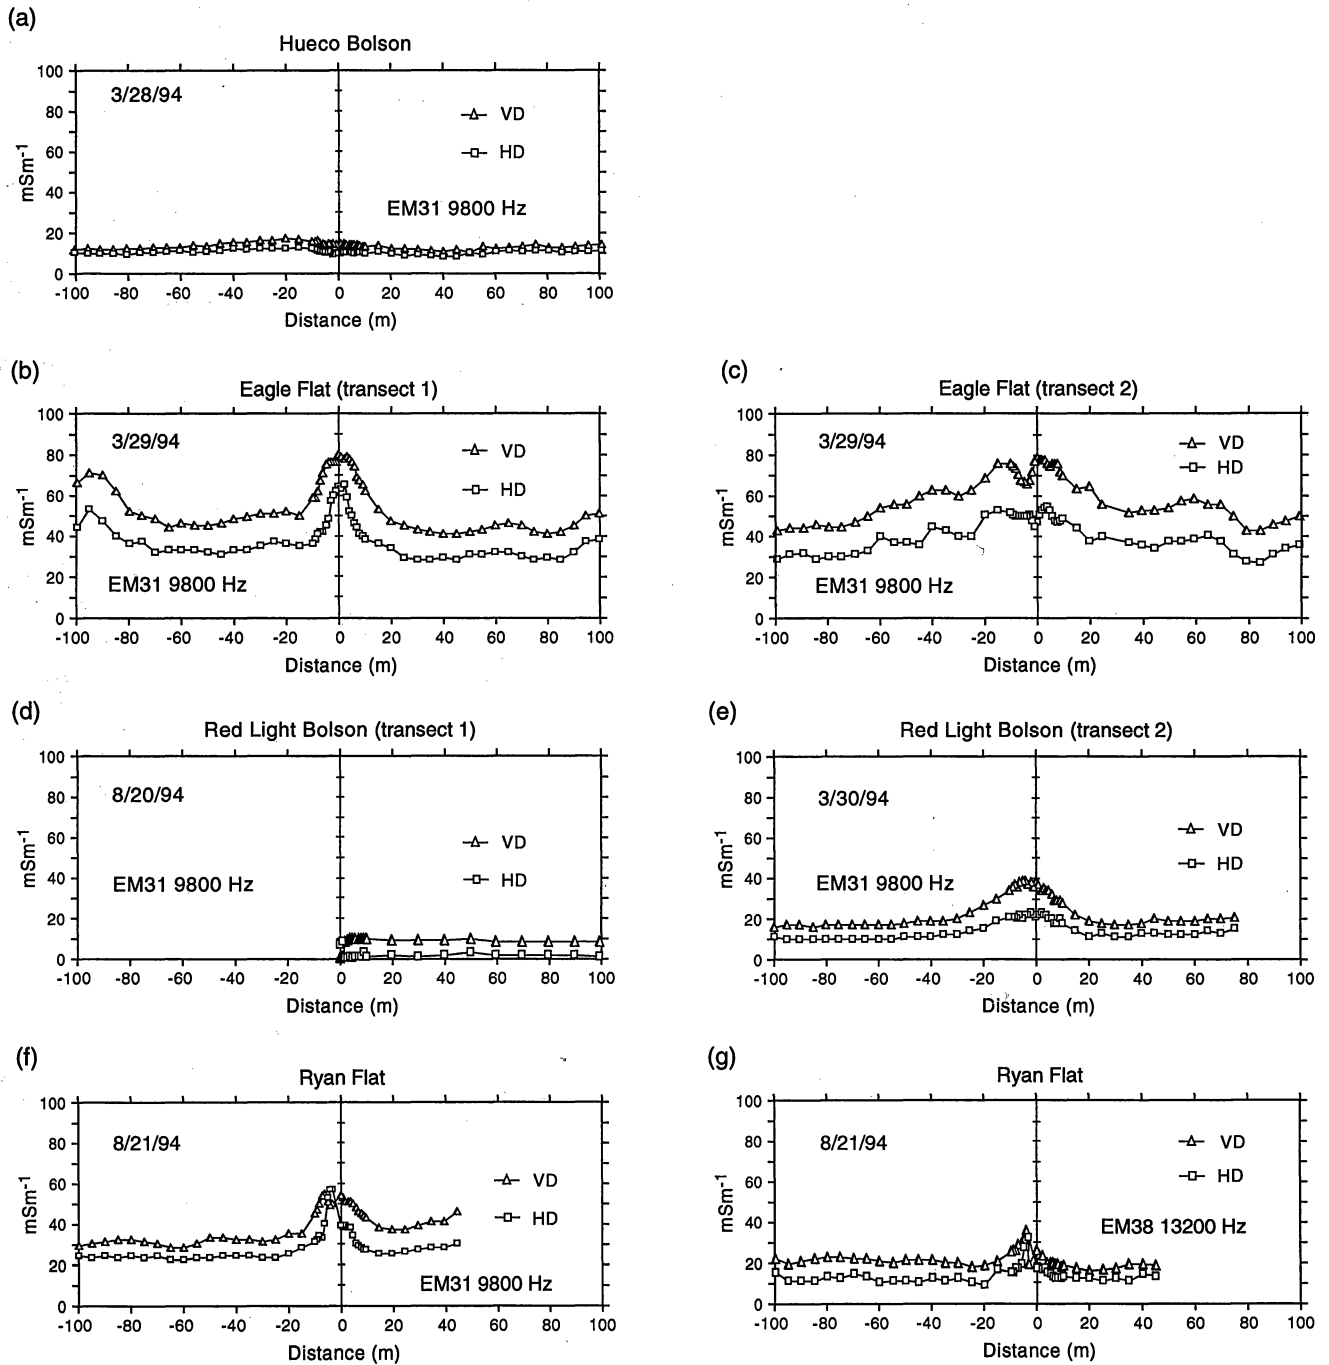 (a)
Hueco Bolson
3/28/94
VD
HD
EM31 9800 Hz
mSm-1
100
80
60
40
20
0
-100 -80 -60 -40 -20 0 20 40 60 80 100
Distance (m)
(b)
Eagle Flat (transect 1)
3/29/94
VD
HD
EM31 9800 Hz
mSm-1
100
80
60
40
20
0
-100 -80 -60 -40 -20 0 20 40 60 80 100
Distance (m)
(c)
Eagle Flat (transect 2)
3/29/94
VD
HD
EM31 9800 Hz
mSm-1
100
80
60
40
20
0
-100 -80 -60 -40 -20 0 20 40 60 80 100
Distance (m)
(d)
Red Light Bolson (transect 1)
8/20/94
VD
HD
EM31 9800 Hz
mSm-1
100
80
60
40
20
0
-100 -80 -60 -40 -20 0 20 40 60 80 100
Distance (m)
(e)
Red Light Bolson (transect 2)
3/30/94
VD
HD
EM31 9800 Hz
mSm-1
100
80
60
40
20
0
-100 -80 -60 -40 -20 0 20 40 60 80 100
Distance (m)
(f)
Ryan Flat
8/21/94
VD
HD
EM31 9800 Hz
mSm-1
100
80
60
40
20
0
-100 -80 -60 -40 -20 0 20 40 60 80 100
Distance (m)
(g)
Ryan Flat
8/21/94
VD
HD
EM38 13200 Hz
mSm-1
100
80
60
40
20
0
-100 -80 -60 -40 -20 0 20 40 60 80 100
Distance (m)